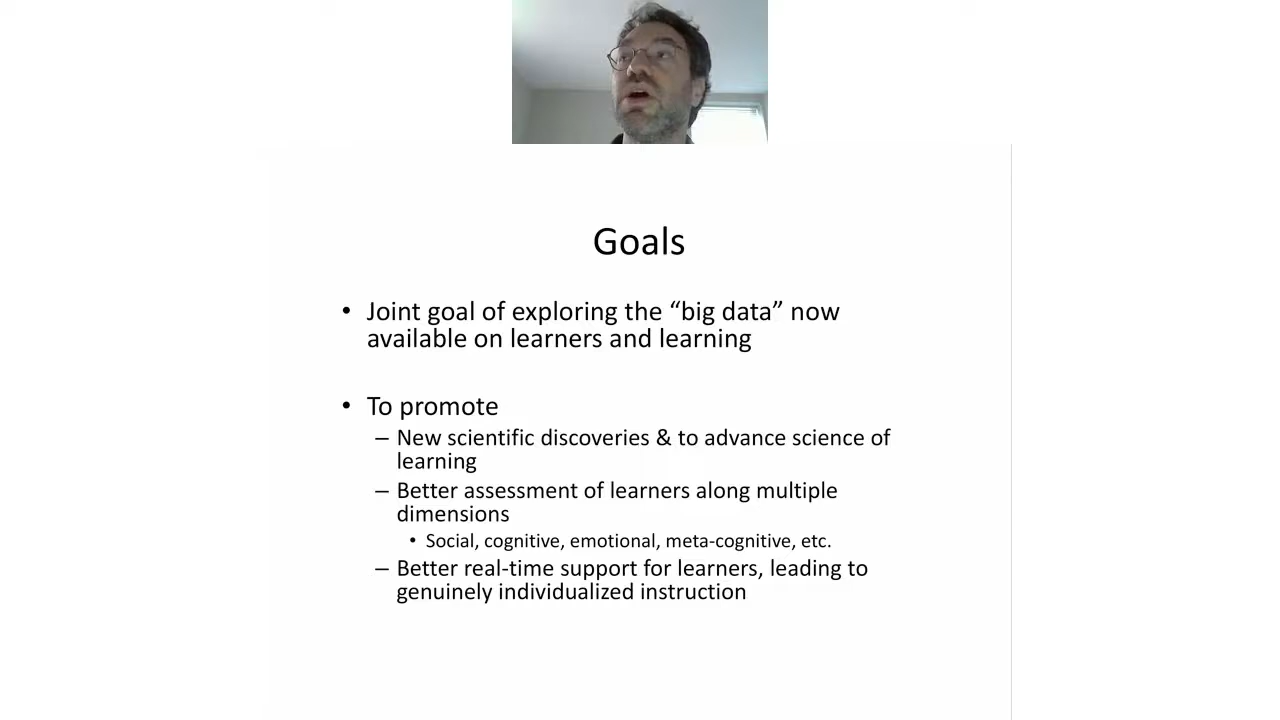 Goals
• Joint goal of exploring the “big data” now
available on learners and learning
• To promote
– New scientific discoveries & to advance science of
learning
– Better assessment of learners along multiple
dimensions
• Social, cognitive, emotional, meta-cognitive, etc.
– Better real-time support for learners, leading to
genuinely individualized instruction